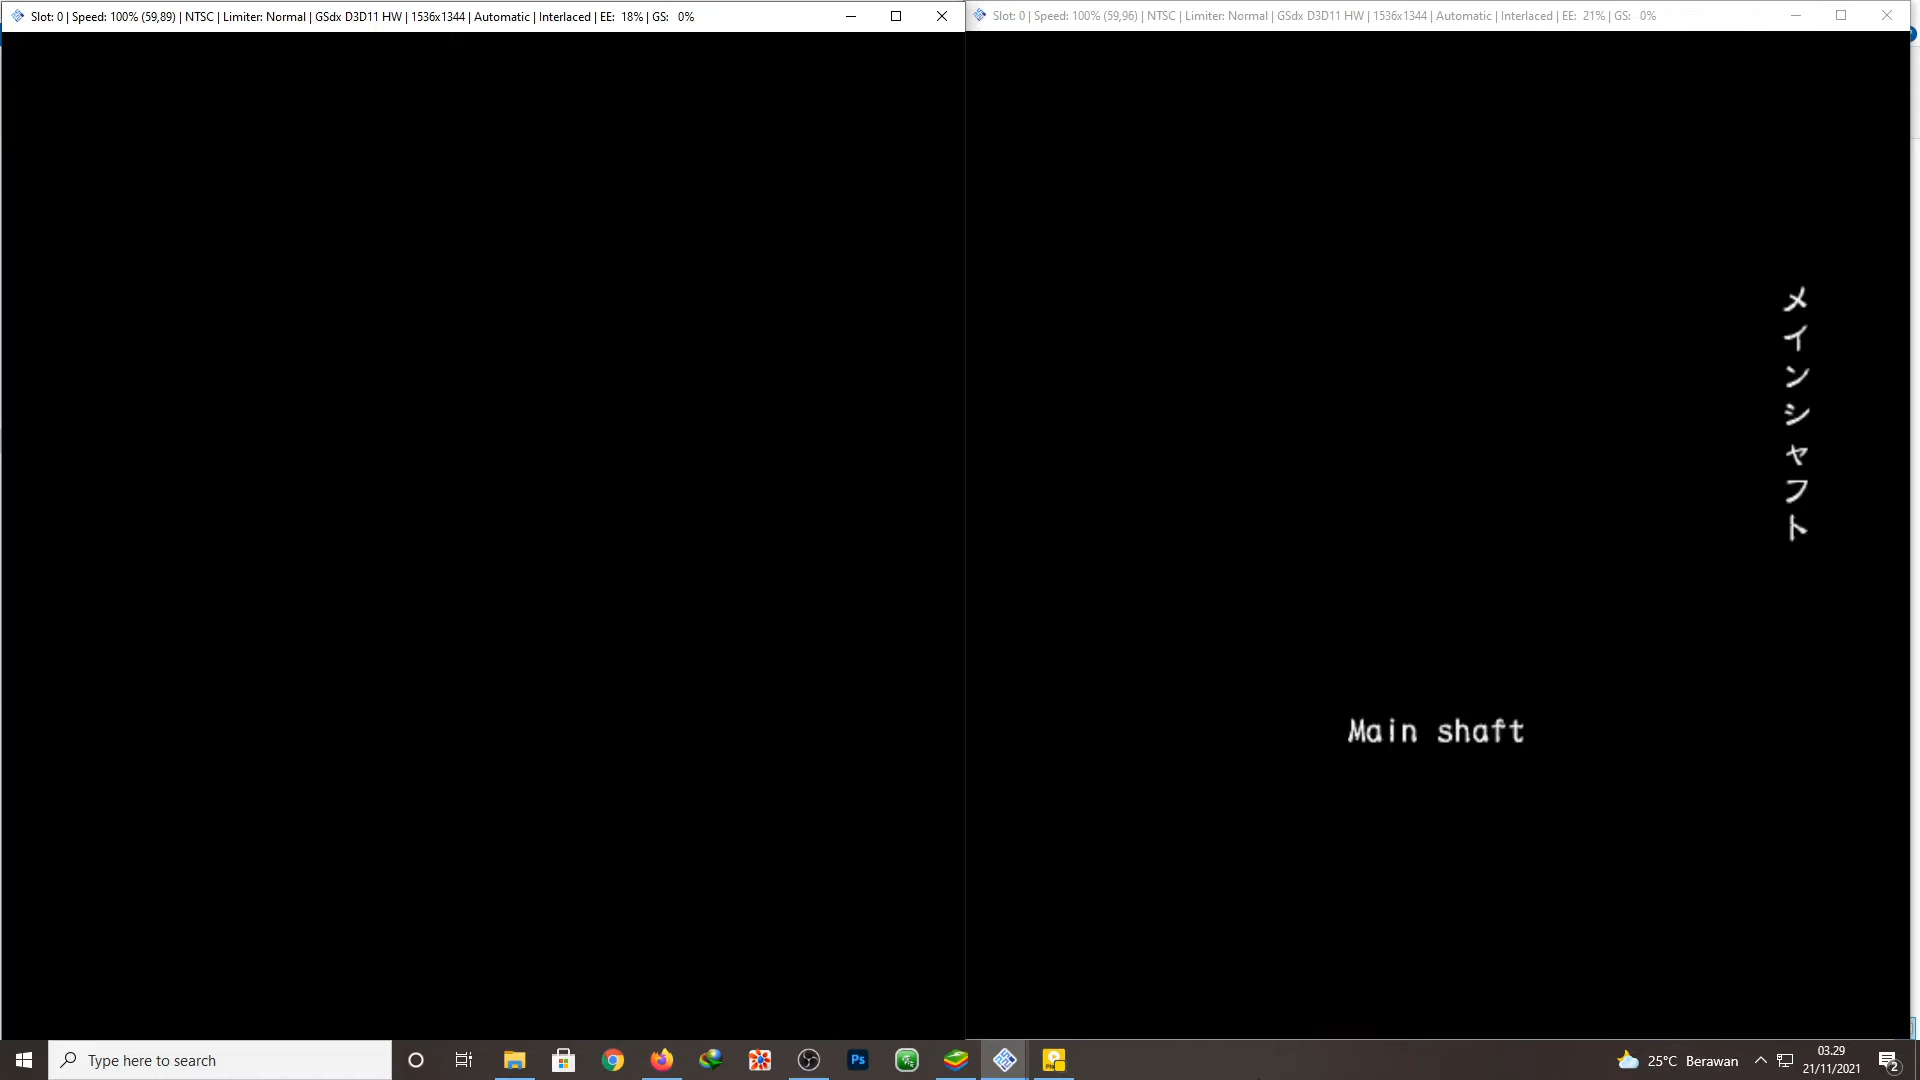 Slot: 0 | Speed: 100% (59,89) | NTSC | Limiter: Normal | GSdx D3D11 HW | 1536x1344 | Automatic | Interlaced | EE: 18% | GS: 0%
Slot: 0 | Speed: 100% (59,96) | NTSC | Limiter: Normal | GSdx D3D11 HW | 1536x1344 | Automatic | Interlaced | EE: 21% | GS: 0%
メインシャフト
Main shaft
Type here to search
Ps
25°C Berawan
03.29
21/11/2021
2